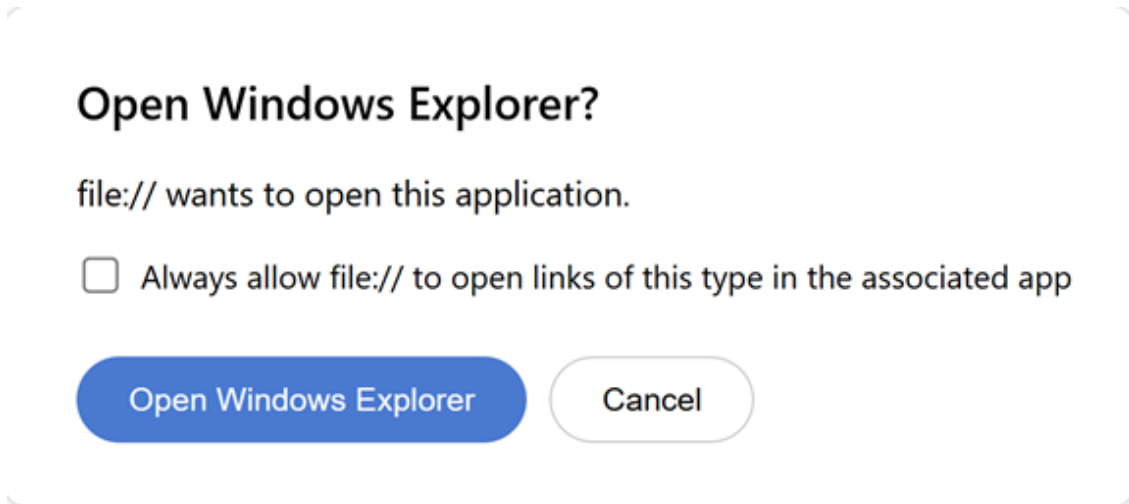 Open Windows Explorer?
file:// wants to open this application.
Always allow file:// to open links of this type in the associated app
Open Windows Explorer
Cancel